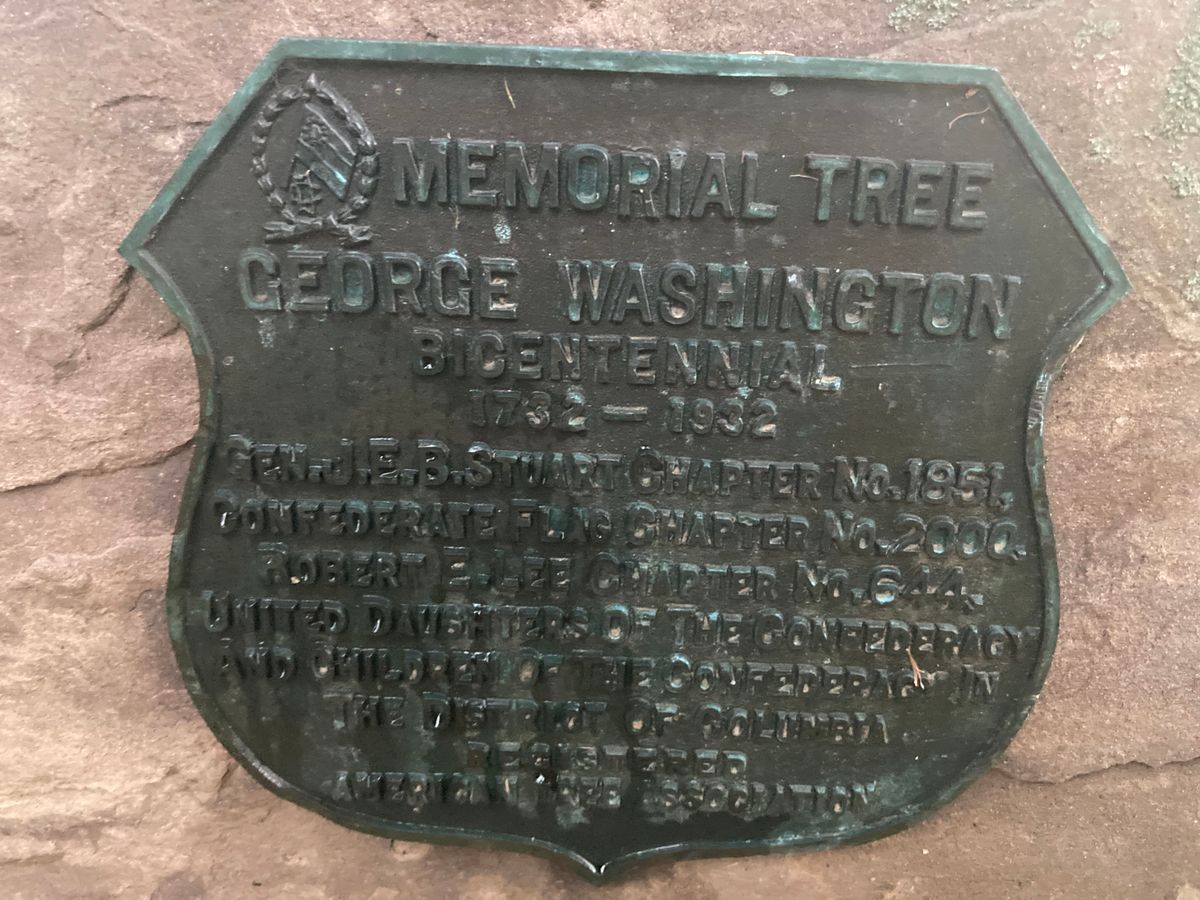 MEMORIAL TREE
GEORGE WASHINGTON
BICENTENNIAL
1732 — 1932
GEN. J.E.B. STUART CHAPTER NO. 1851.
CONFEDERATE FLAG CHAPTER NO. 2000.
ROBERT E. LEE CHAPTER NO. 644.
UNITED DAUGHTERS OF THE CONFEDERACY
AND CHILDREN OF THE CONFEDERACY IN
THE DISTRICT OF COLUMBIA
REGISTERED
AMERICAN TREE ASSOCIATION